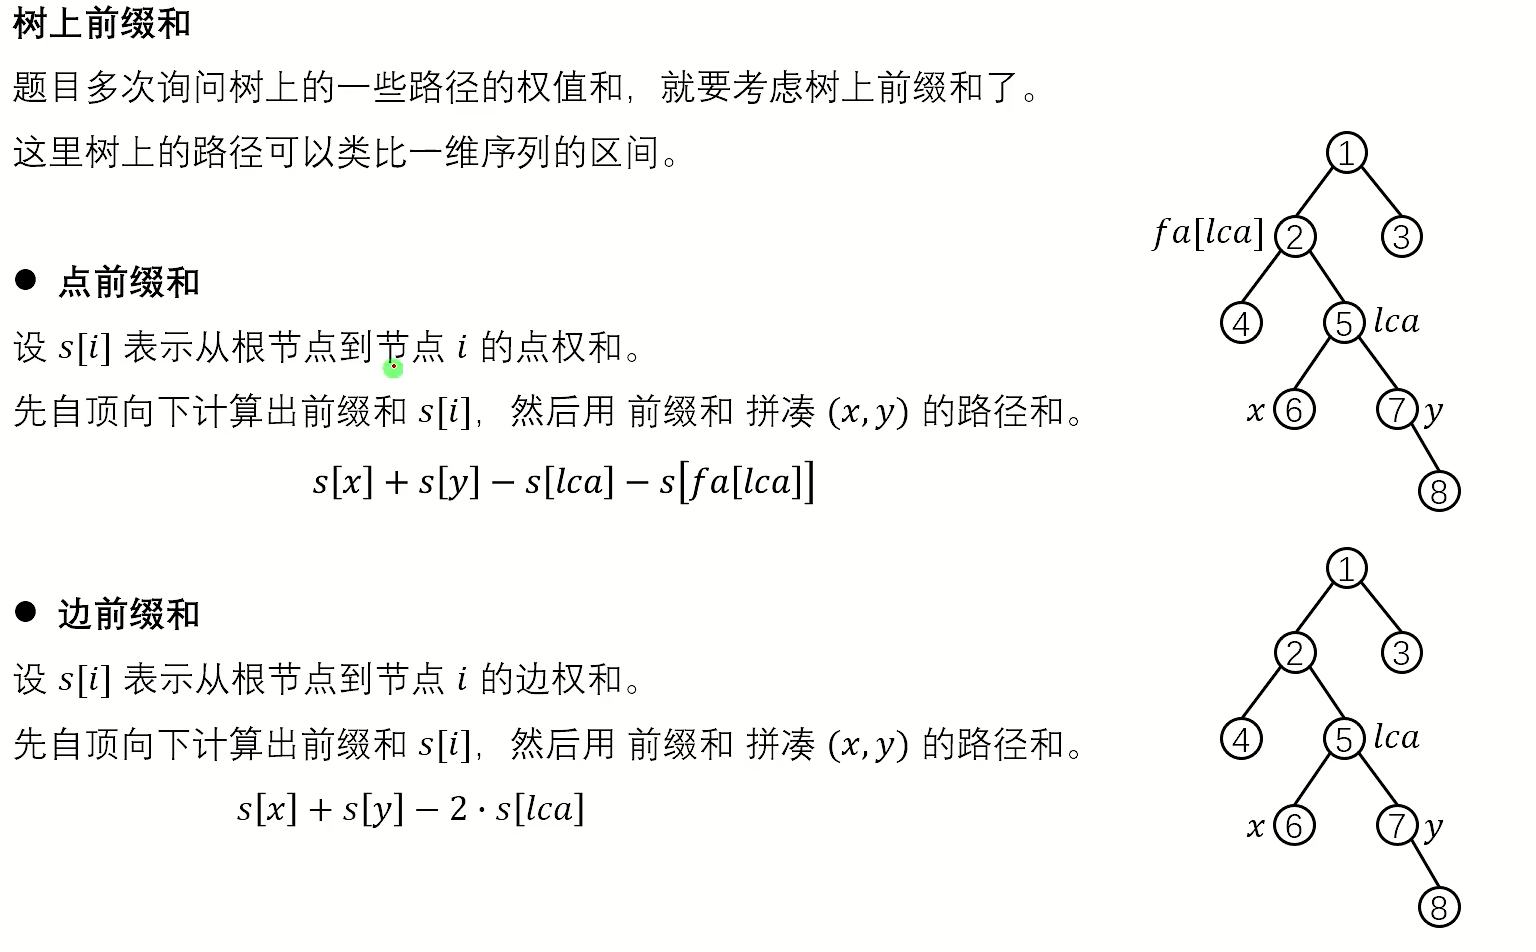 树上前缀和
题目多次询问树上的一些路径的权值和，就要考虑树上前缀和了。
这里树上的路径可以类比一维序列的区间。
● 点前缀和
设 s[i] 表示从根节点到节点 i 的点权和。
先自顶向下计算出前缀和 s[i]，然后用 前缀和 拼凑 (x, y) 的路径和。
s[x] + s[y] − s[lca] − s[fa[lca]]
● 边前缀和
设 s[i] 表示从根节点到节点 i 的边权和。
先自顶向下计算出前缀和 s[i]，然后用 前缀和 拼凑 (x, y) 的路径和。
s[x] + s[y] − 2 · s[lca]
1
fa[lca] 2 3
4 5 lca
x 6 7 y
8
1
2 3
4 5 lca
x 6 7 y
8